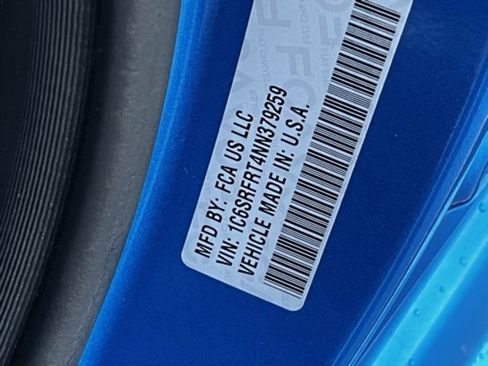 MFD BY: FCA US LLC
VIN: 1C6SRFRT4NN379259
VEHICLE MADE IN: U.S.A.